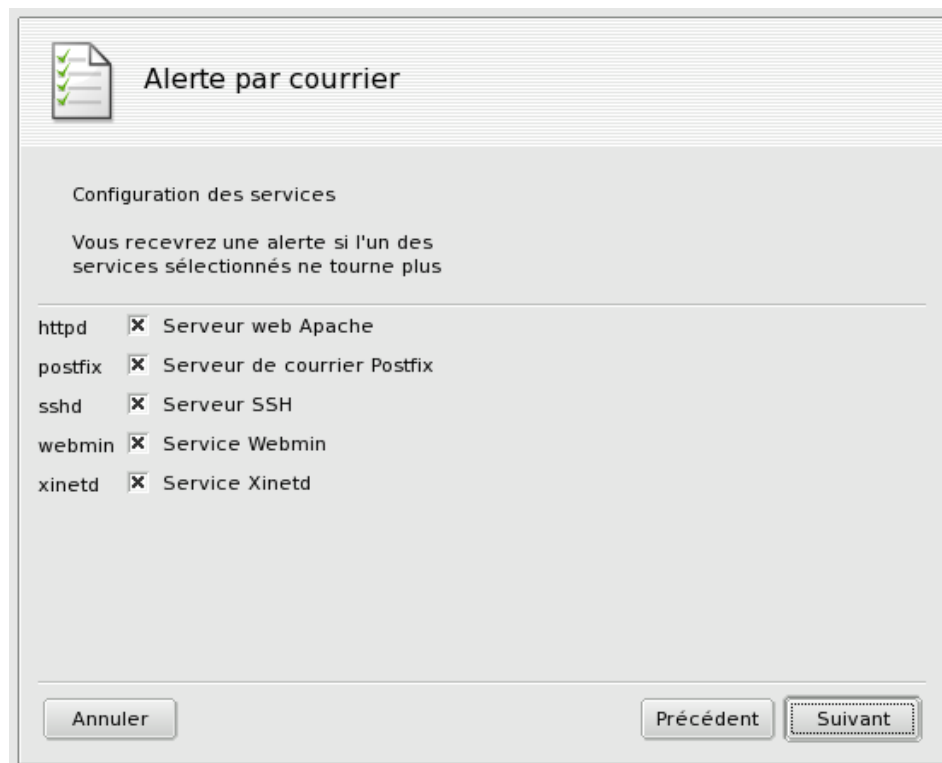 Alerte par courrier
Configuration des services
Vous recevrez une alerte si l'un des
services sélectionnés ne tourne plus
httpd Serveur web Apache
postfix Serveur de courrier Postfix
sshd Serveur SSH
webmin Service Webmin
xinetd Service Xinetd
Annuler Précédent Suivant